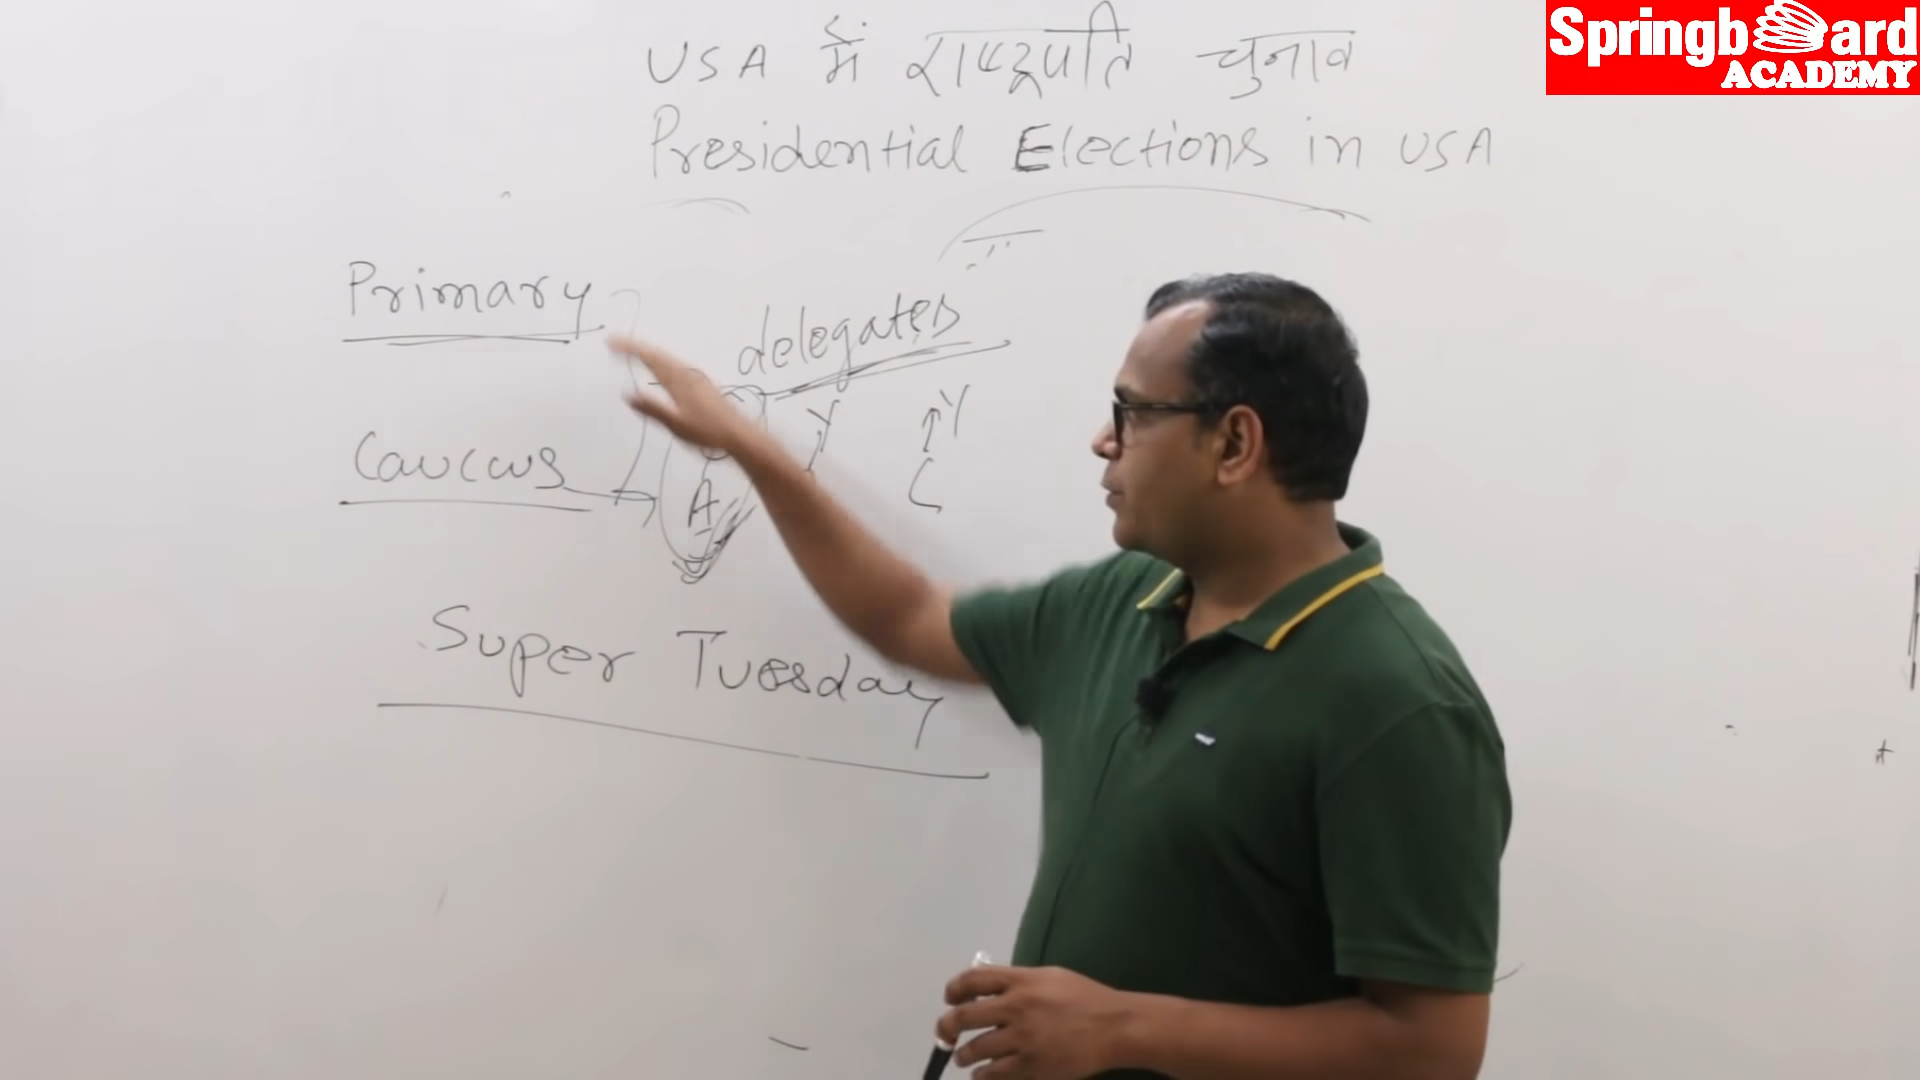 Springboard
ACADEMY
USA में राष्ट्रपति चुनाव
Presidential Elections in USA
Primary
delegates
Y
Y
Caucus
A
C
Super Tuesday